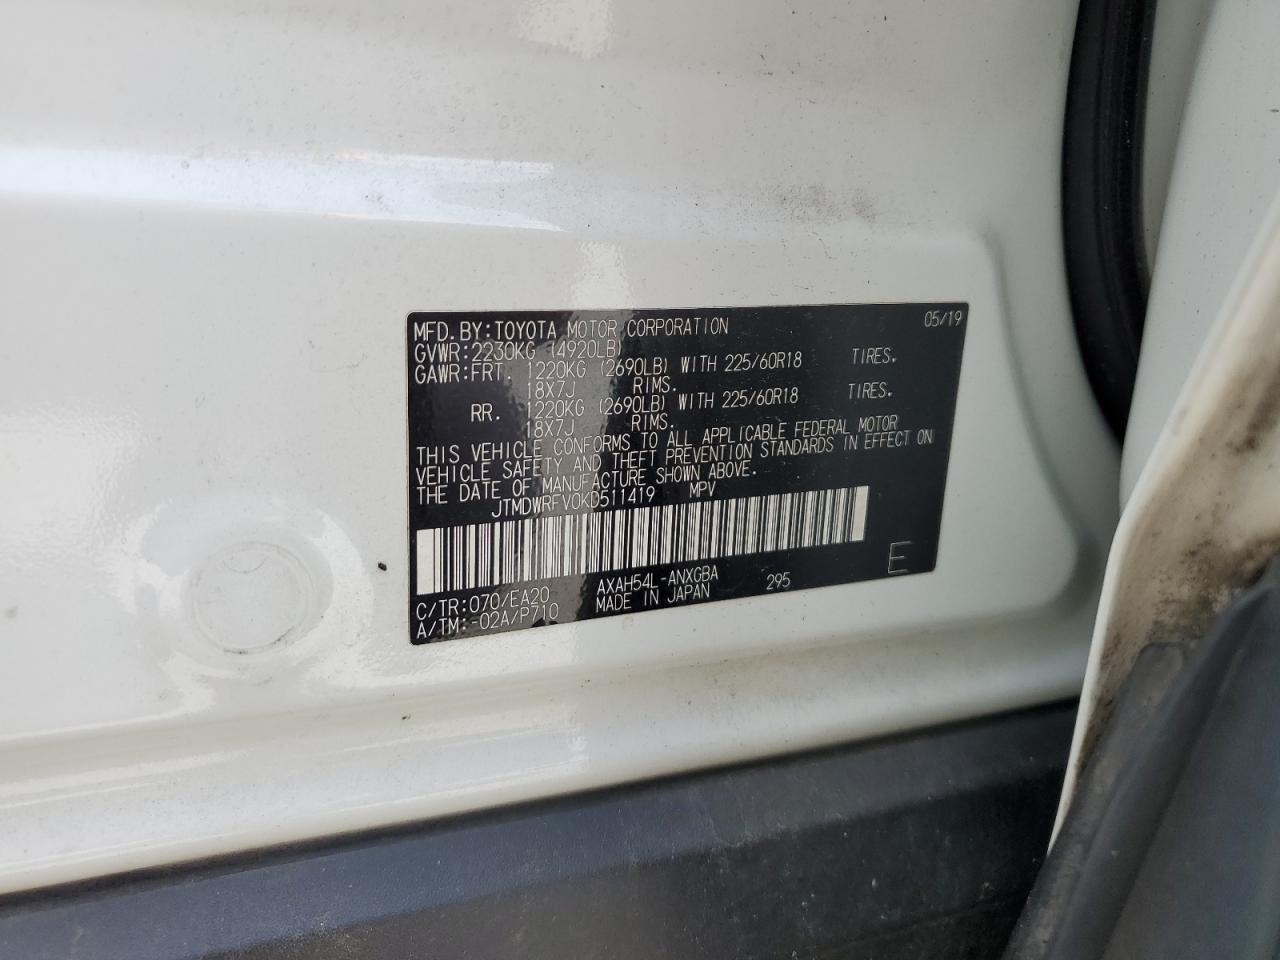 MFD.BY:TOYOTA MOTOR CORPORATION 05/19
GVWR:2230KG (4920LB)
GAWR:FRT. 1220KG (2690LB) WITH 225/60R18 TIRES.
18X7J RIMS.
RR. 1220KG (2690LB) WITH 225/60R18 TIRES.
18X7J RIMS.
THIS VEHICLE CONFORMS TO ALL APPLICABLE FEDERAL MOTOR
VEHICLE SAFETY AND THEFT PREVENTION STANDARDS IN EFFECT ON
THE DATE OF MANUFACTURE SHOWN ABOVE.
JTMDWRFV0KD511419 MPV
C/TR:070/EA20 AXAH54L-ANXGBA 295 E
A/TM:-02A/P710 MADE IN JAPAN